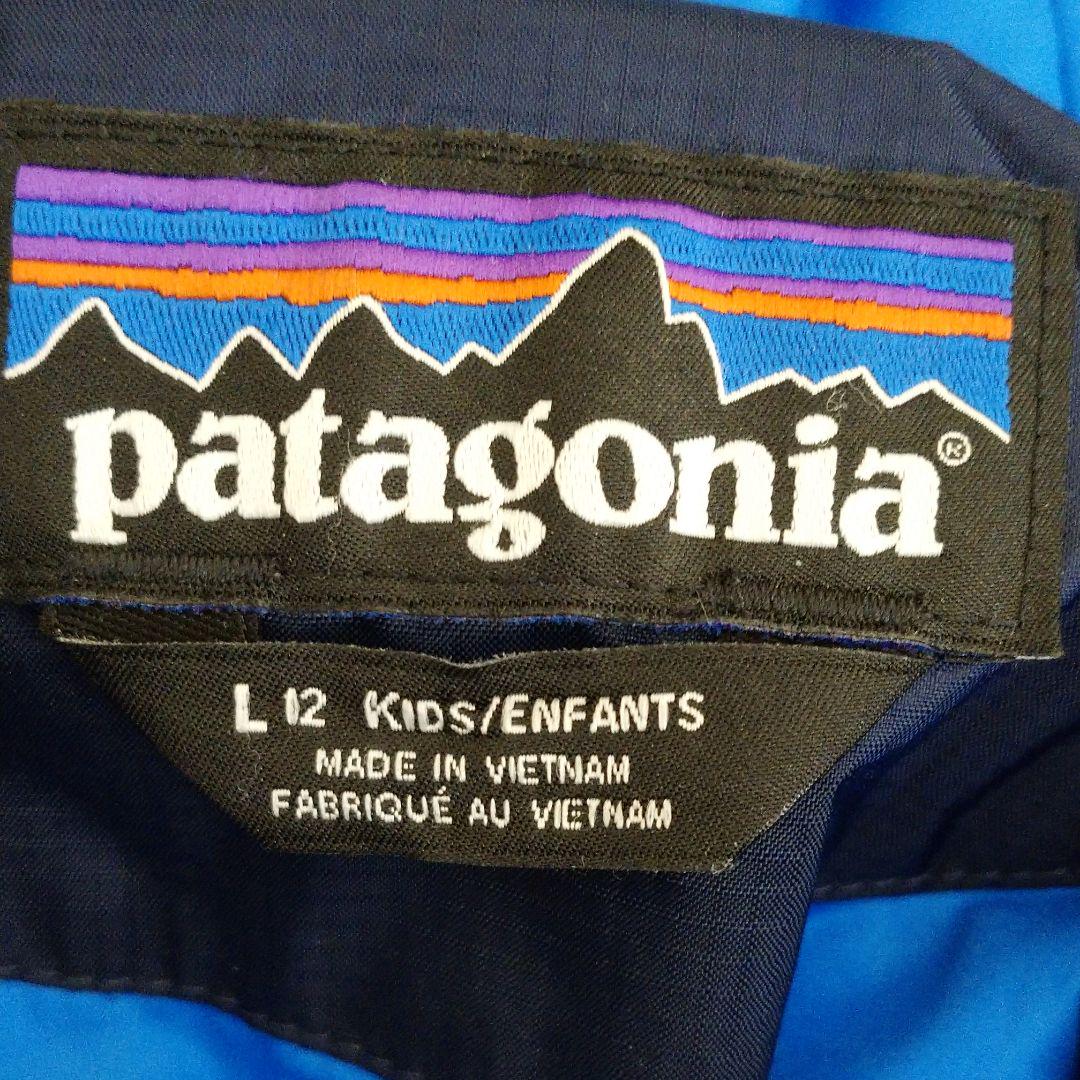 patagonia®
L 12 KIDS/ENFANTS
MADE IN VIETNAM
FABRIQUÉ AU VIETNAM